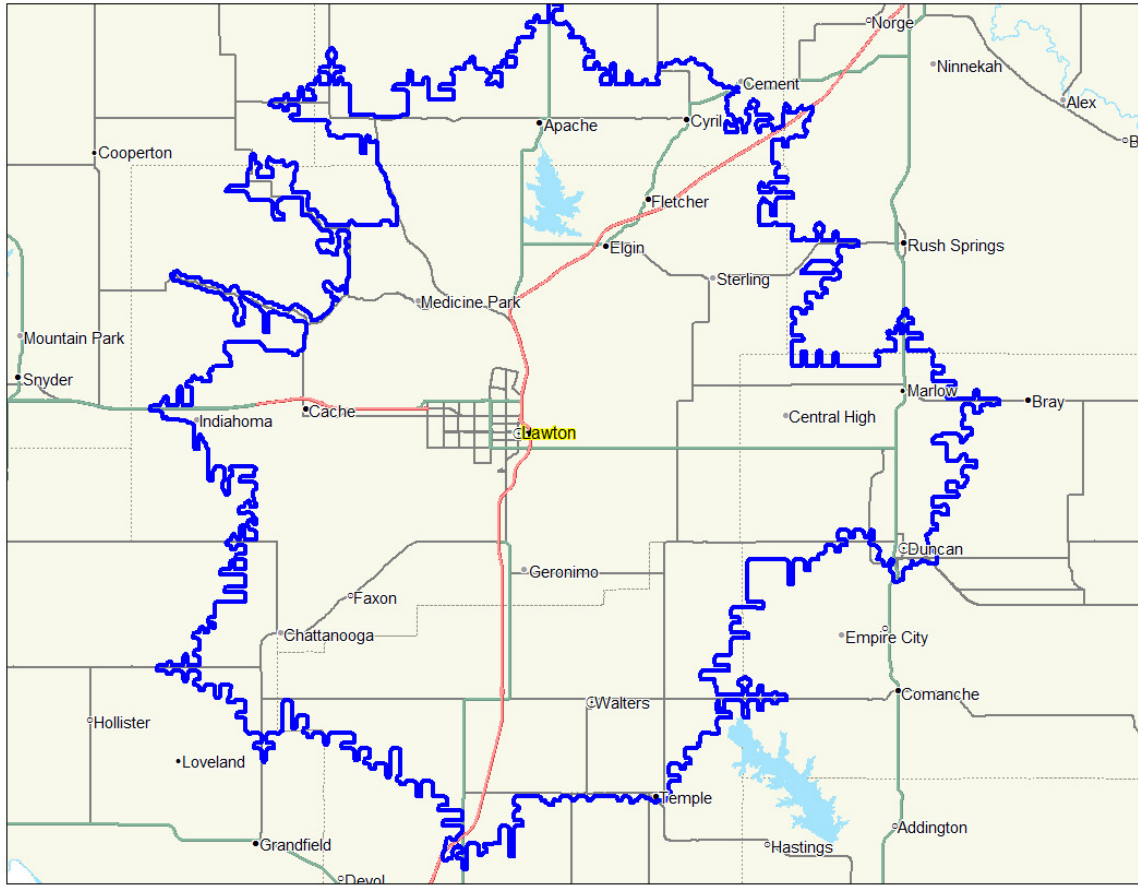 Norge
Ninnekah
Cement
Alex
Apache
Cyril
B
Cooperton
Fletcher
Elgin
Rush Springs
Sterling
Medicine Park
Mountain Park
Snyder
Marlow
Bray
Cache
Indiahoma
Central High
Lawton
Duncan
Geronimo
Faxon
Chattanooga
Empire City
Comanche
Walters
Hollister
Loveland
Temple
Addington
Grandfield
Hastings
Devol